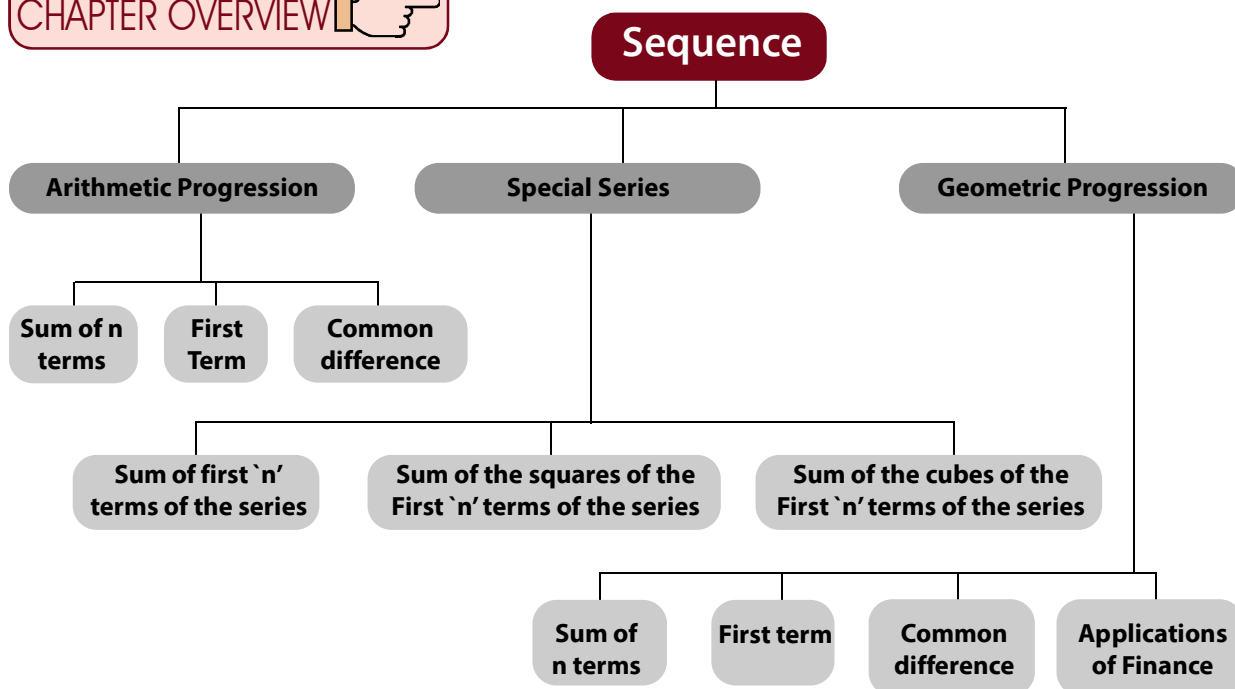 CHAPTER OVERVIEW
Sequence
Arithmetic Progression
Special Series
Geometric Progression
Sum of n
terms
First
Term
Common
difference
Sum of first `n’
terms of the series
Sum of the squares of the
First `n’ terms of the series
Sum of the cubes of the
First `n’ terms of the series
Sum of
n terms
First term
Common
difference
Applications
of Finance